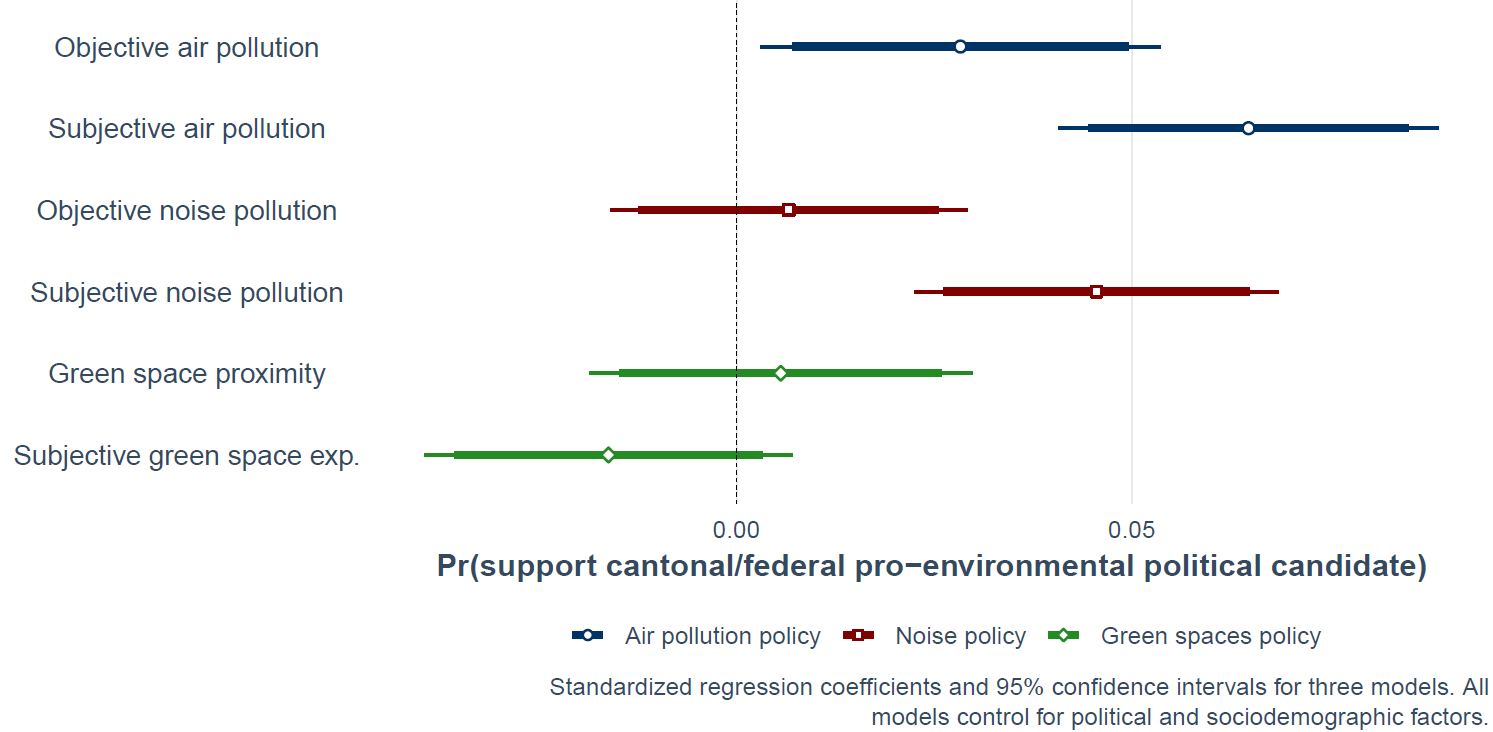 Objective air pollution
Subjective air pollution
Objective noise pollution
Subjective noise pollution
Green space proximity
Subjective green space exp.
0.00 0.05
Pr(support cantonal/federal pro−environmental political candidate)
Air pollution policy Noise policy Green spaces policy
Standardized regression coefficients and 95% confidence intervals for three models. All
models control for political and sociodemographic factors.